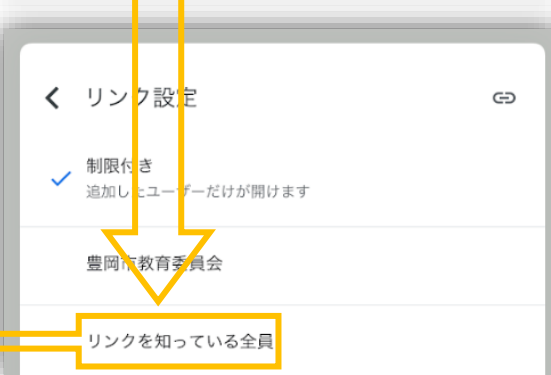 リンク設定
制限付き
追加したユーザーだけが開けます
豊岡市教育委員会
リンクを知っている全員